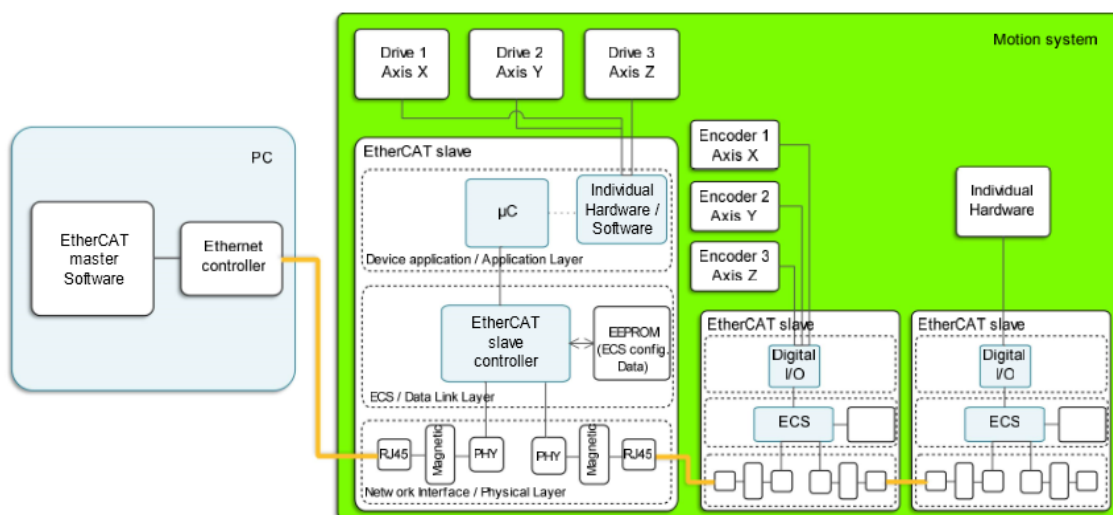 Motion system
Drive 1
Axis X
Drive 2
Axis Y
Drive 3
Axis Z
PC
EtherCAT
master
Software
Ethernet
controller
EtherCAT slave
µC
Individual
Hardware /
Software
Device application / Application Layer
EtherCAT
slave
controller
EEPROM
(ECS config.
Data)
ECS / Data Link Layer
RJ45
Magnetic
PHY
PHY
Magnetic
RJ45
Network Interface / Physical Layer
Encoder 1
Axis X
Encoder 2
Axis Y
Encoder 3
Axis Z
EtherCAT slave
Digital
I/O
ECS
Individual
Hardware
EtherCAT slave
Digital
I/O
ECS